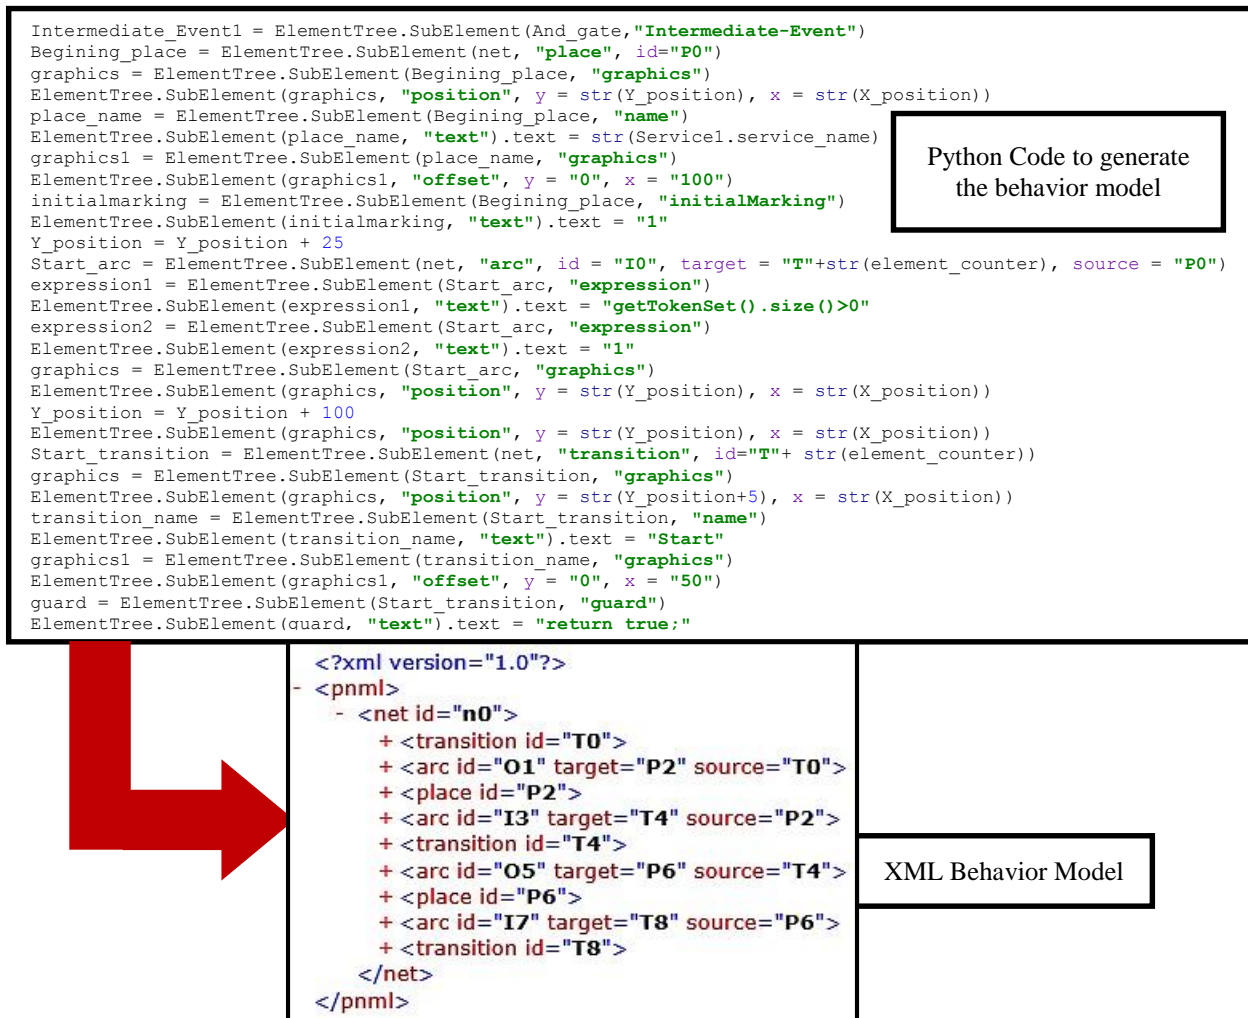 Intermediate_Event1 = ElementTree.SubElement(And_gate,"Intermediate-Event")
Begining_place = ElementTree.SubElement(net, "place", id="P0")
graphics = ElementTree.SubElement(Begining_place, "graphics")
ElementTree.SubElement(graphics, "position", y = str(Y_position), x = str(X_position))
place_name = ElementTree.SubElement(Begining_place, "name")
ElementTree.SubElement(place_name, "text").text = str(Service1.service_name)
graphics1 = ElementTree.SubElement(place_name, "graphics")
ElementTree.SubElement(graphics1, "offset", y = "0", x = "100")
initialmarking = ElementTree.SubElement(Begining_place, "initialMarking")
ElementTree.SubElement(initialmarking, "text").text = "1"
Y_position = Y_position + 25
Start_arc = ElementTree.SubElement(net, "arc", id = "I0", target = "T"+str(element_counter), source = "P0")
expression1 = ElementTree.SubElement(Start_arc, "expression")
ElementTree.SubElement(expression1, "text").text = "getTokenSet().size()>0"
expression2 = ElementTree.SubElement(Start_arc, "expression")
ElementTree.SubElement(expression2, "text").text = "1"
graphics = ElementTree.SubElement(Start_arc, "graphics")
ElementTree.SubElement(graphics, "position", y = str(Y_position), x = str(X_position))
Y_position = Y_position + 100
ElementTree.SubElement(graphics, "position", y = str(Y_position), x = str(X_position))
Start_transition = ElementTree.SubElement(net, "transition", id="T"+ str(element_counter))
graphics = ElementTree.SubElement(Start_transition, "graphics")
ElementTree.SubElement(graphics, "position", y = str(Y_position+5), x = str(X_position))
transition_name = ElementTree.SubElement(Start_transition, "name")
ElementTree.SubElement(transition_name, "text").text = "Start"
graphics1 = ElementTree.SubElement(transition_name, "graphics")
ElementTree.SubElement(graphics1, "offset", y = "0", x = "50")
guard = ElementTree.SubElement(Start_transition, "guard")
ElementTree.SubElement(guard, "text").text = "return true;"
Python Code to generate
the behavior model
<?xml version="1.0"?>
- <pnml>
- <net id="n0">
+ <transition id="T0">
+ <arc id="O1" target="P2" source="T0">
+ <place id="P2">
+ <arc id="I3" target="T4" source="P2">
+ <transition id="T4">
+ <arc id="O5" target="P6" source="T4">
+ <place id="P6">
+ <arc id="I7" target="T8" source="P6">
+ <transition id="T8">
</net>
</pnml>
XML Behavior Model